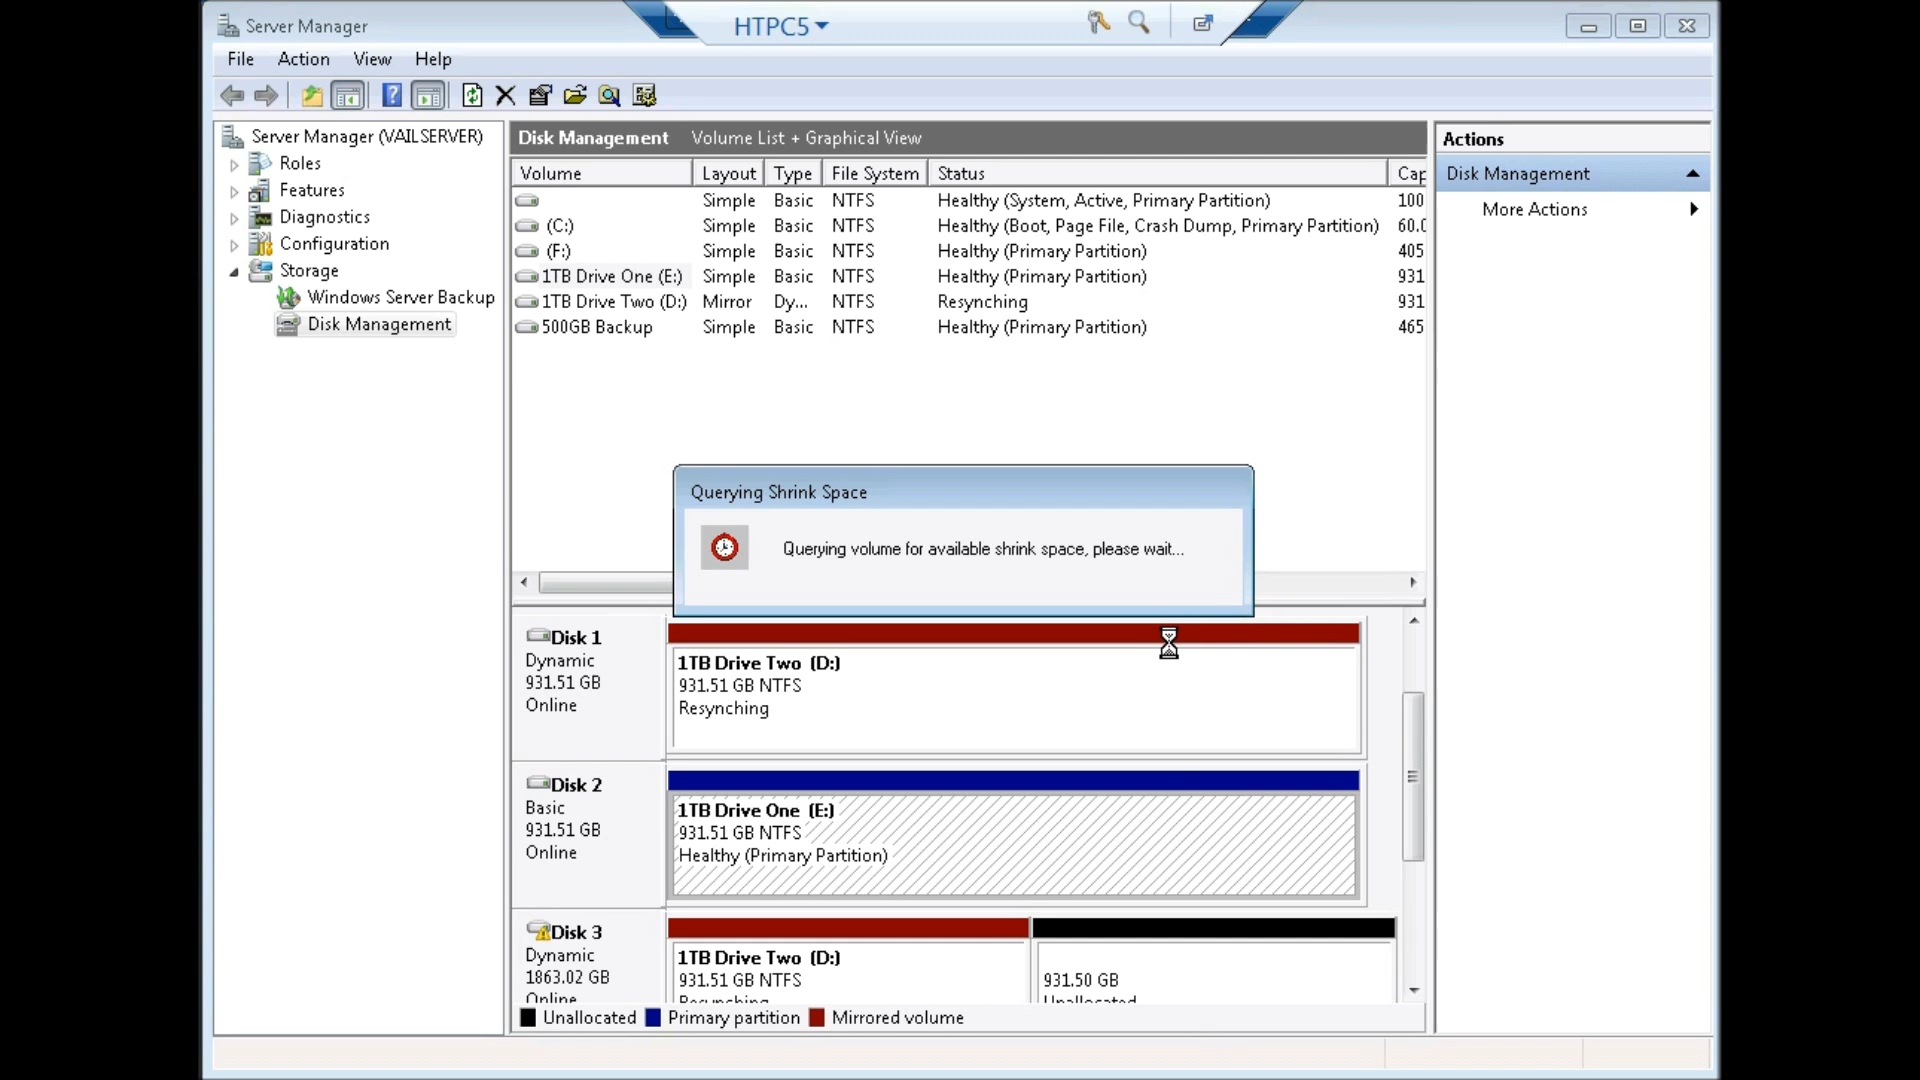 Server Manager
HTPC5
File Action View Help
Server Manager (VAILSERVER)
Roles
Features
Diagnostics
Configuration
Storage
Windows Server Backup
Disk Management
Disk Management Volume List + Graphical View
Volume Layout Type File System Status Cap
Simple Basic NTFS Healthy (System, Active, Primary Partition) 100
(C:) Simple Basic NTFS Healthy (Boot, Page File, Crash Dump, Primary Partition) 60.0
(F:) Simple Basic NTFS Healthy (Primary Partition) 405
1TB Drive One (E:) Simple Basic NTFS Healthy (Primary Partition) 931
1TB Drive Two (D:) Mirror Dy... NTFS Resynching 931
500GB Backup Simple Basic NTFS Healthy (Primary Partition) 465
Querying Shrink Space
Querying volume for available shrink space, please wait...
Disk 1
Dynamic
931.51 GB
Online
1TB Drive Two (D:)
931.51 GB NTFS
Resynching
Disk 2
Basic
931.51 GB
Online
1TB Drive One (E:)
931.51 GB NTFS
Healthy (Primary Partition)
Disk 3
Dynamic
1863.02 GB
Online
1TB Drive Two (D:)
931.51 GB NTFS
Resynching
931.50 GB
Unallocated
Unallocated Primary partition Mirrored volume
Actions
Disk Management
More Actions